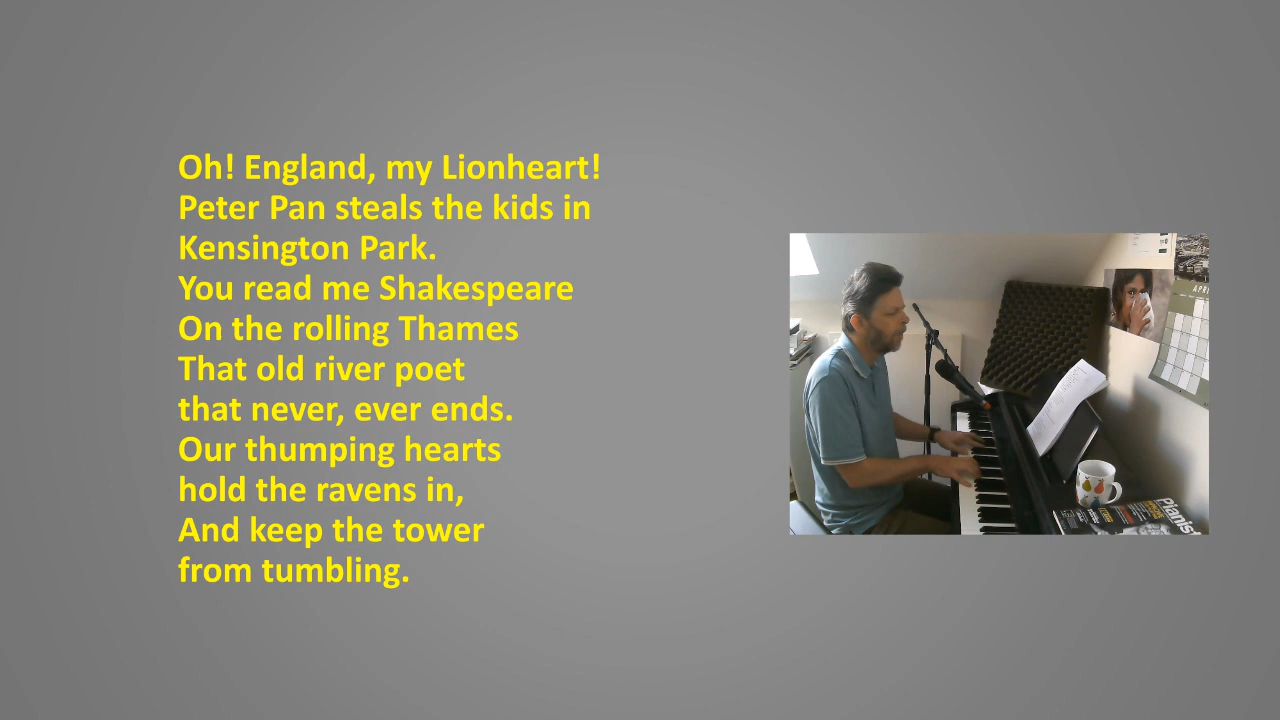 Oh! England, my Lionheart!
Peter Pan steals the kids in
Kensington Park.
You read me Shakespeare
On the rolling Thames
That old river poet
that never, ever ends.
Our thumping hearts
hold the ravens in,
And keep the tower
from tumbling.
Pianist